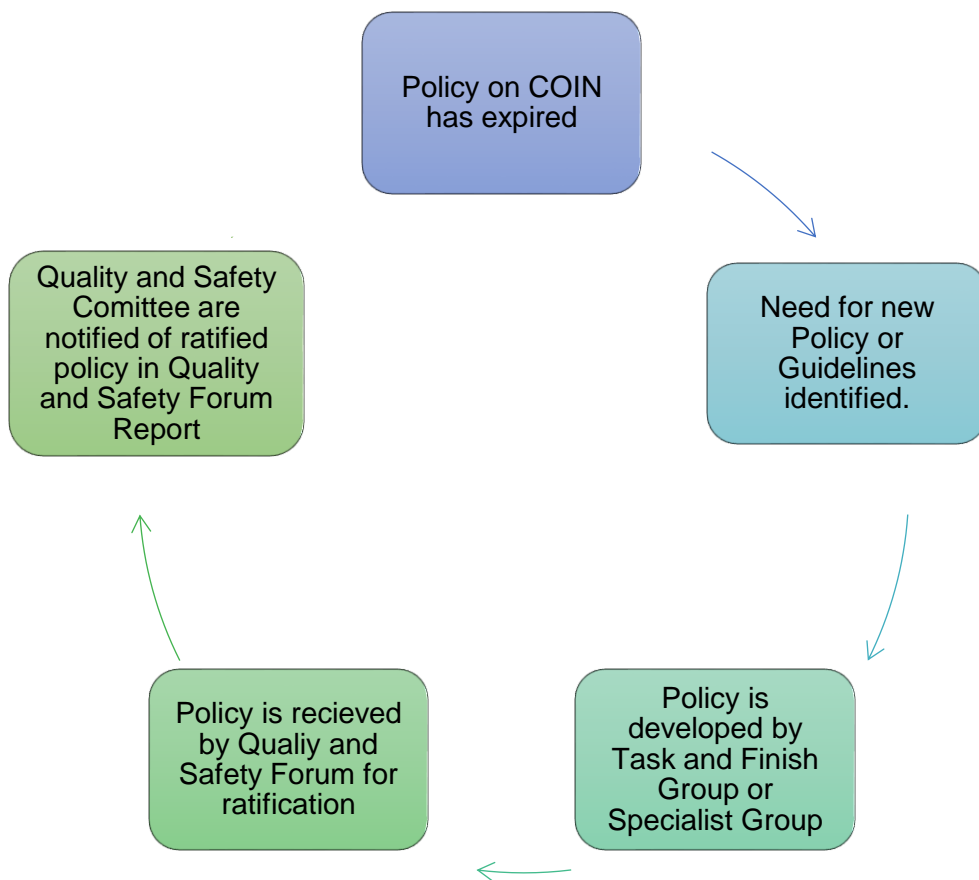 Policy on COIN
has expired
Need for new
Policy or
Guidelines
identified.
Policy is
developed by
Task and Finish
Group or
Specialist Group
Policy is recieved
by Qualiy and
Safety Forum for
ratification
Quality and Safety
Comittee are
notified of ratified
policy in Quality
and Safety Forum
Report